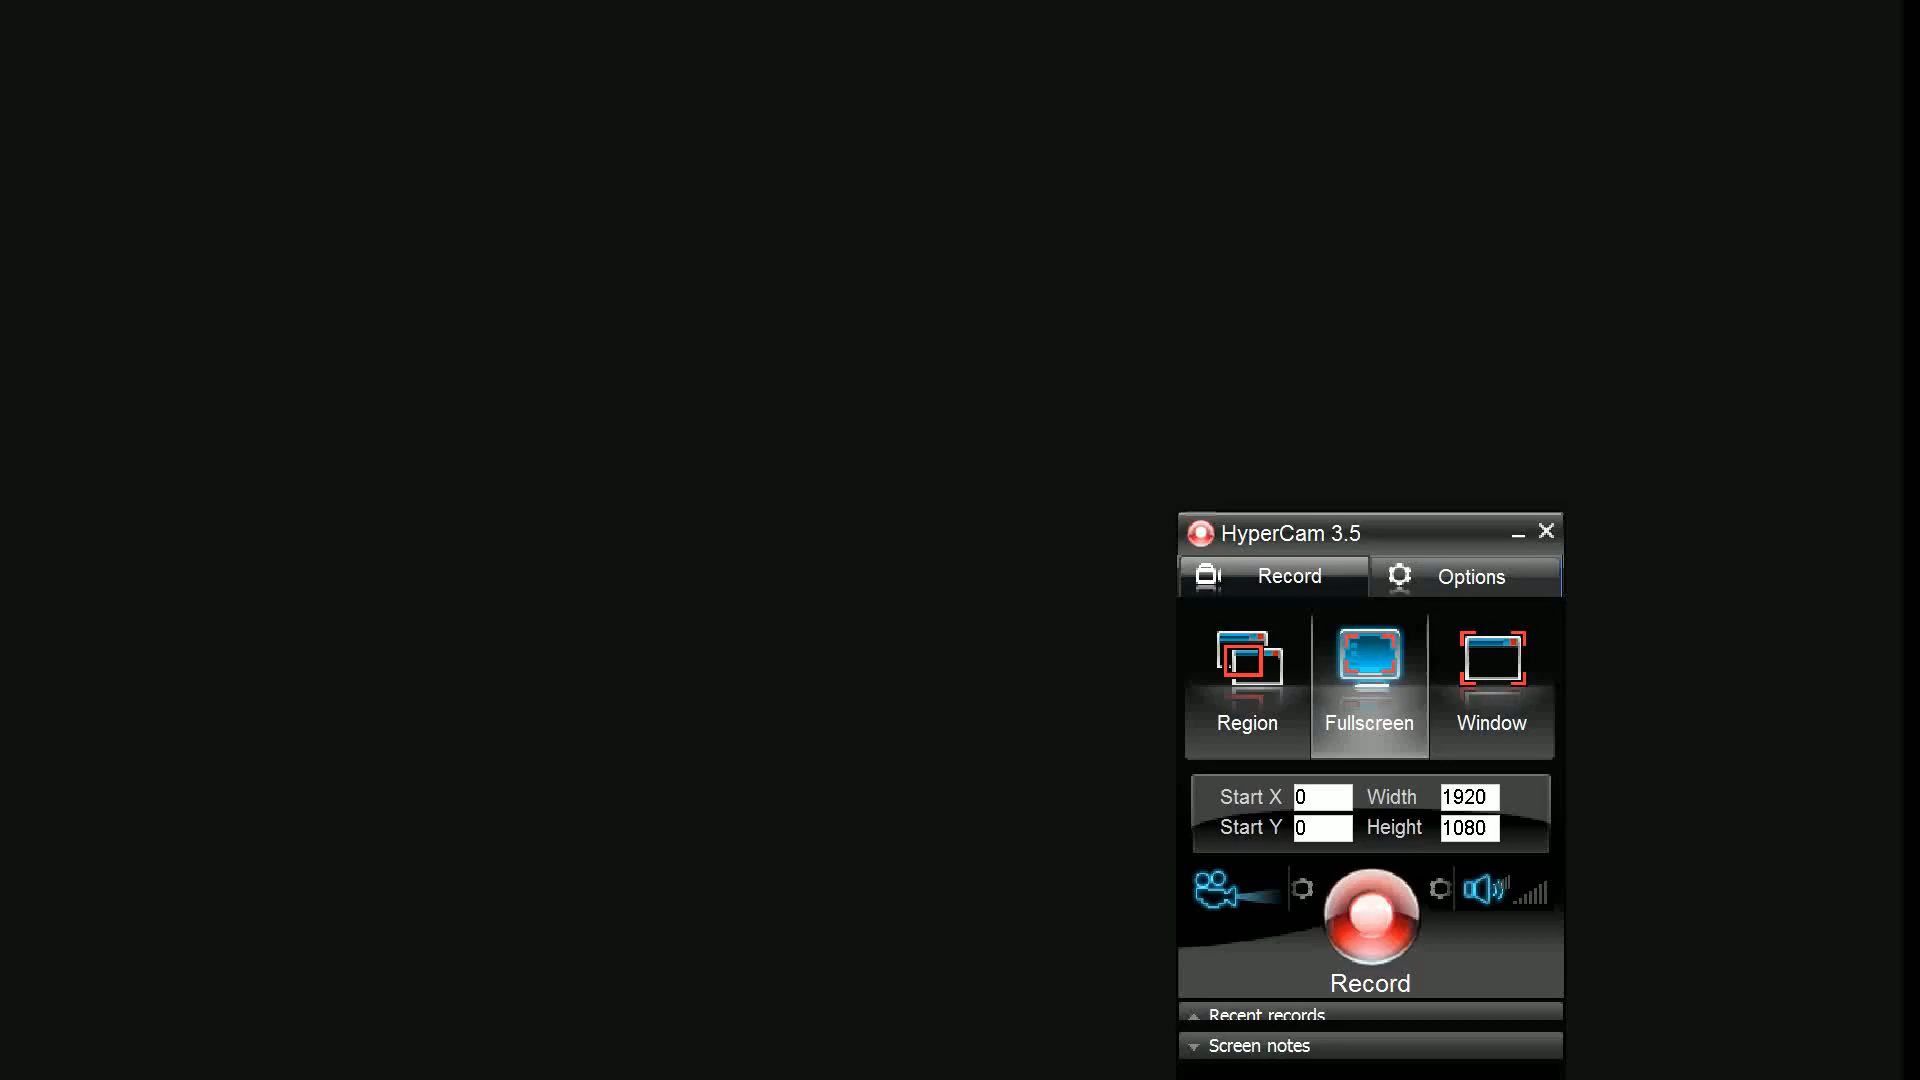 HyperCam 3.5
Record Options
Region Fullscreen Window
Start X 0 Width 1920
Start Y 0 Height 1080
Record
Recent records
Screen notes